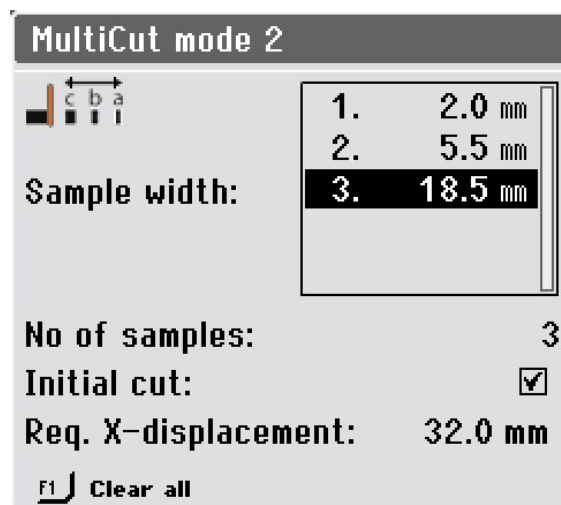 MultiCut mode 2
c b a
1. 2.0 mm
2. 5.5 mm
Sample width: 3. 18.5 mm
No of samples: 3
Initial cut:
Req. X-displacement: 32.0 mm
F1 Clear all